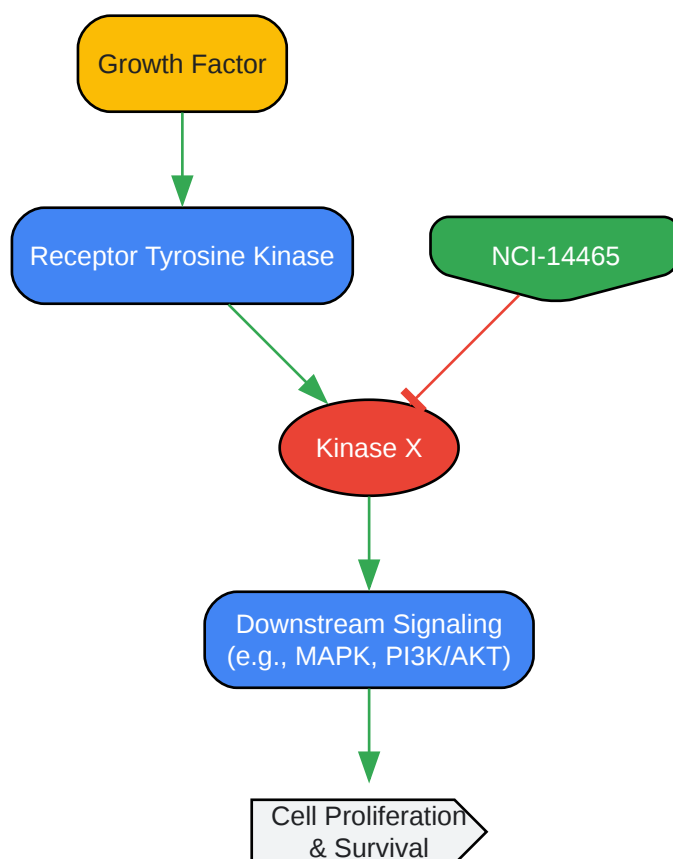 Growth Factor
Receptor Tyrosine Kinase
NCI-14465
Kinase X
Downstream Signaling
(e.g., MAPK, PI3K/AKT)
Cell Proliferation
& Survival